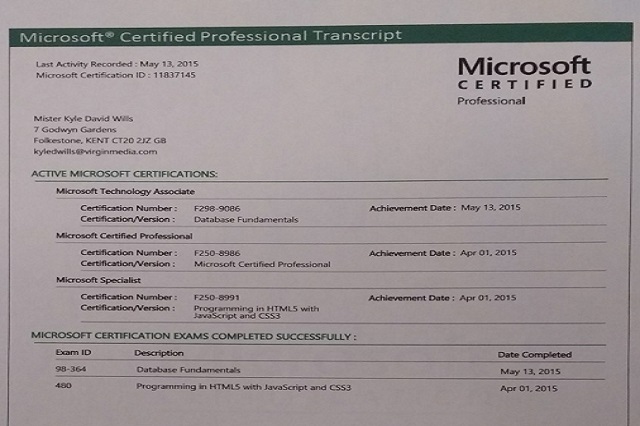 Microsoft® Certified Professional Transcript
Last Activity Recorded : May 13, 2015
Microsoft Certification ID : 11837145
Microsoft
CERTIFIED
Professional
Mister Kyle David Wills
7 Godwyn Gardens
Folkestone, KENT CT20 2JZ GB
kyledwills@virginmedia.com
ACTIVE MICROSOFT CERTIFICATIONS:
Microsoft Technology Associate
Certification Number : F298-9086 Achievement Date : May 13, 2015
Certification/Version : Database Fundamentals
Microsoft Certified Professional
Certification Number : F250-8986 Achievement Date : Apr 01, 2015
Certification/Version : Microsoft Certified Professional
Microsoft Specialist
Certification Number : F250-8991 Achievement Date : Apr 01, 2015
Certification/Version : Programming in HTML5 with
JavaScript and CSS3
MICROSOFT CERTIFICATION EXAMS COMPLETED SUCCESSFULLY :
Exam ID Description Date Completed
98-364 Database Fundamentals May 13, 2015
480 Programming in HTML5 with JavaScript and CSS3 Apr 01, 2015